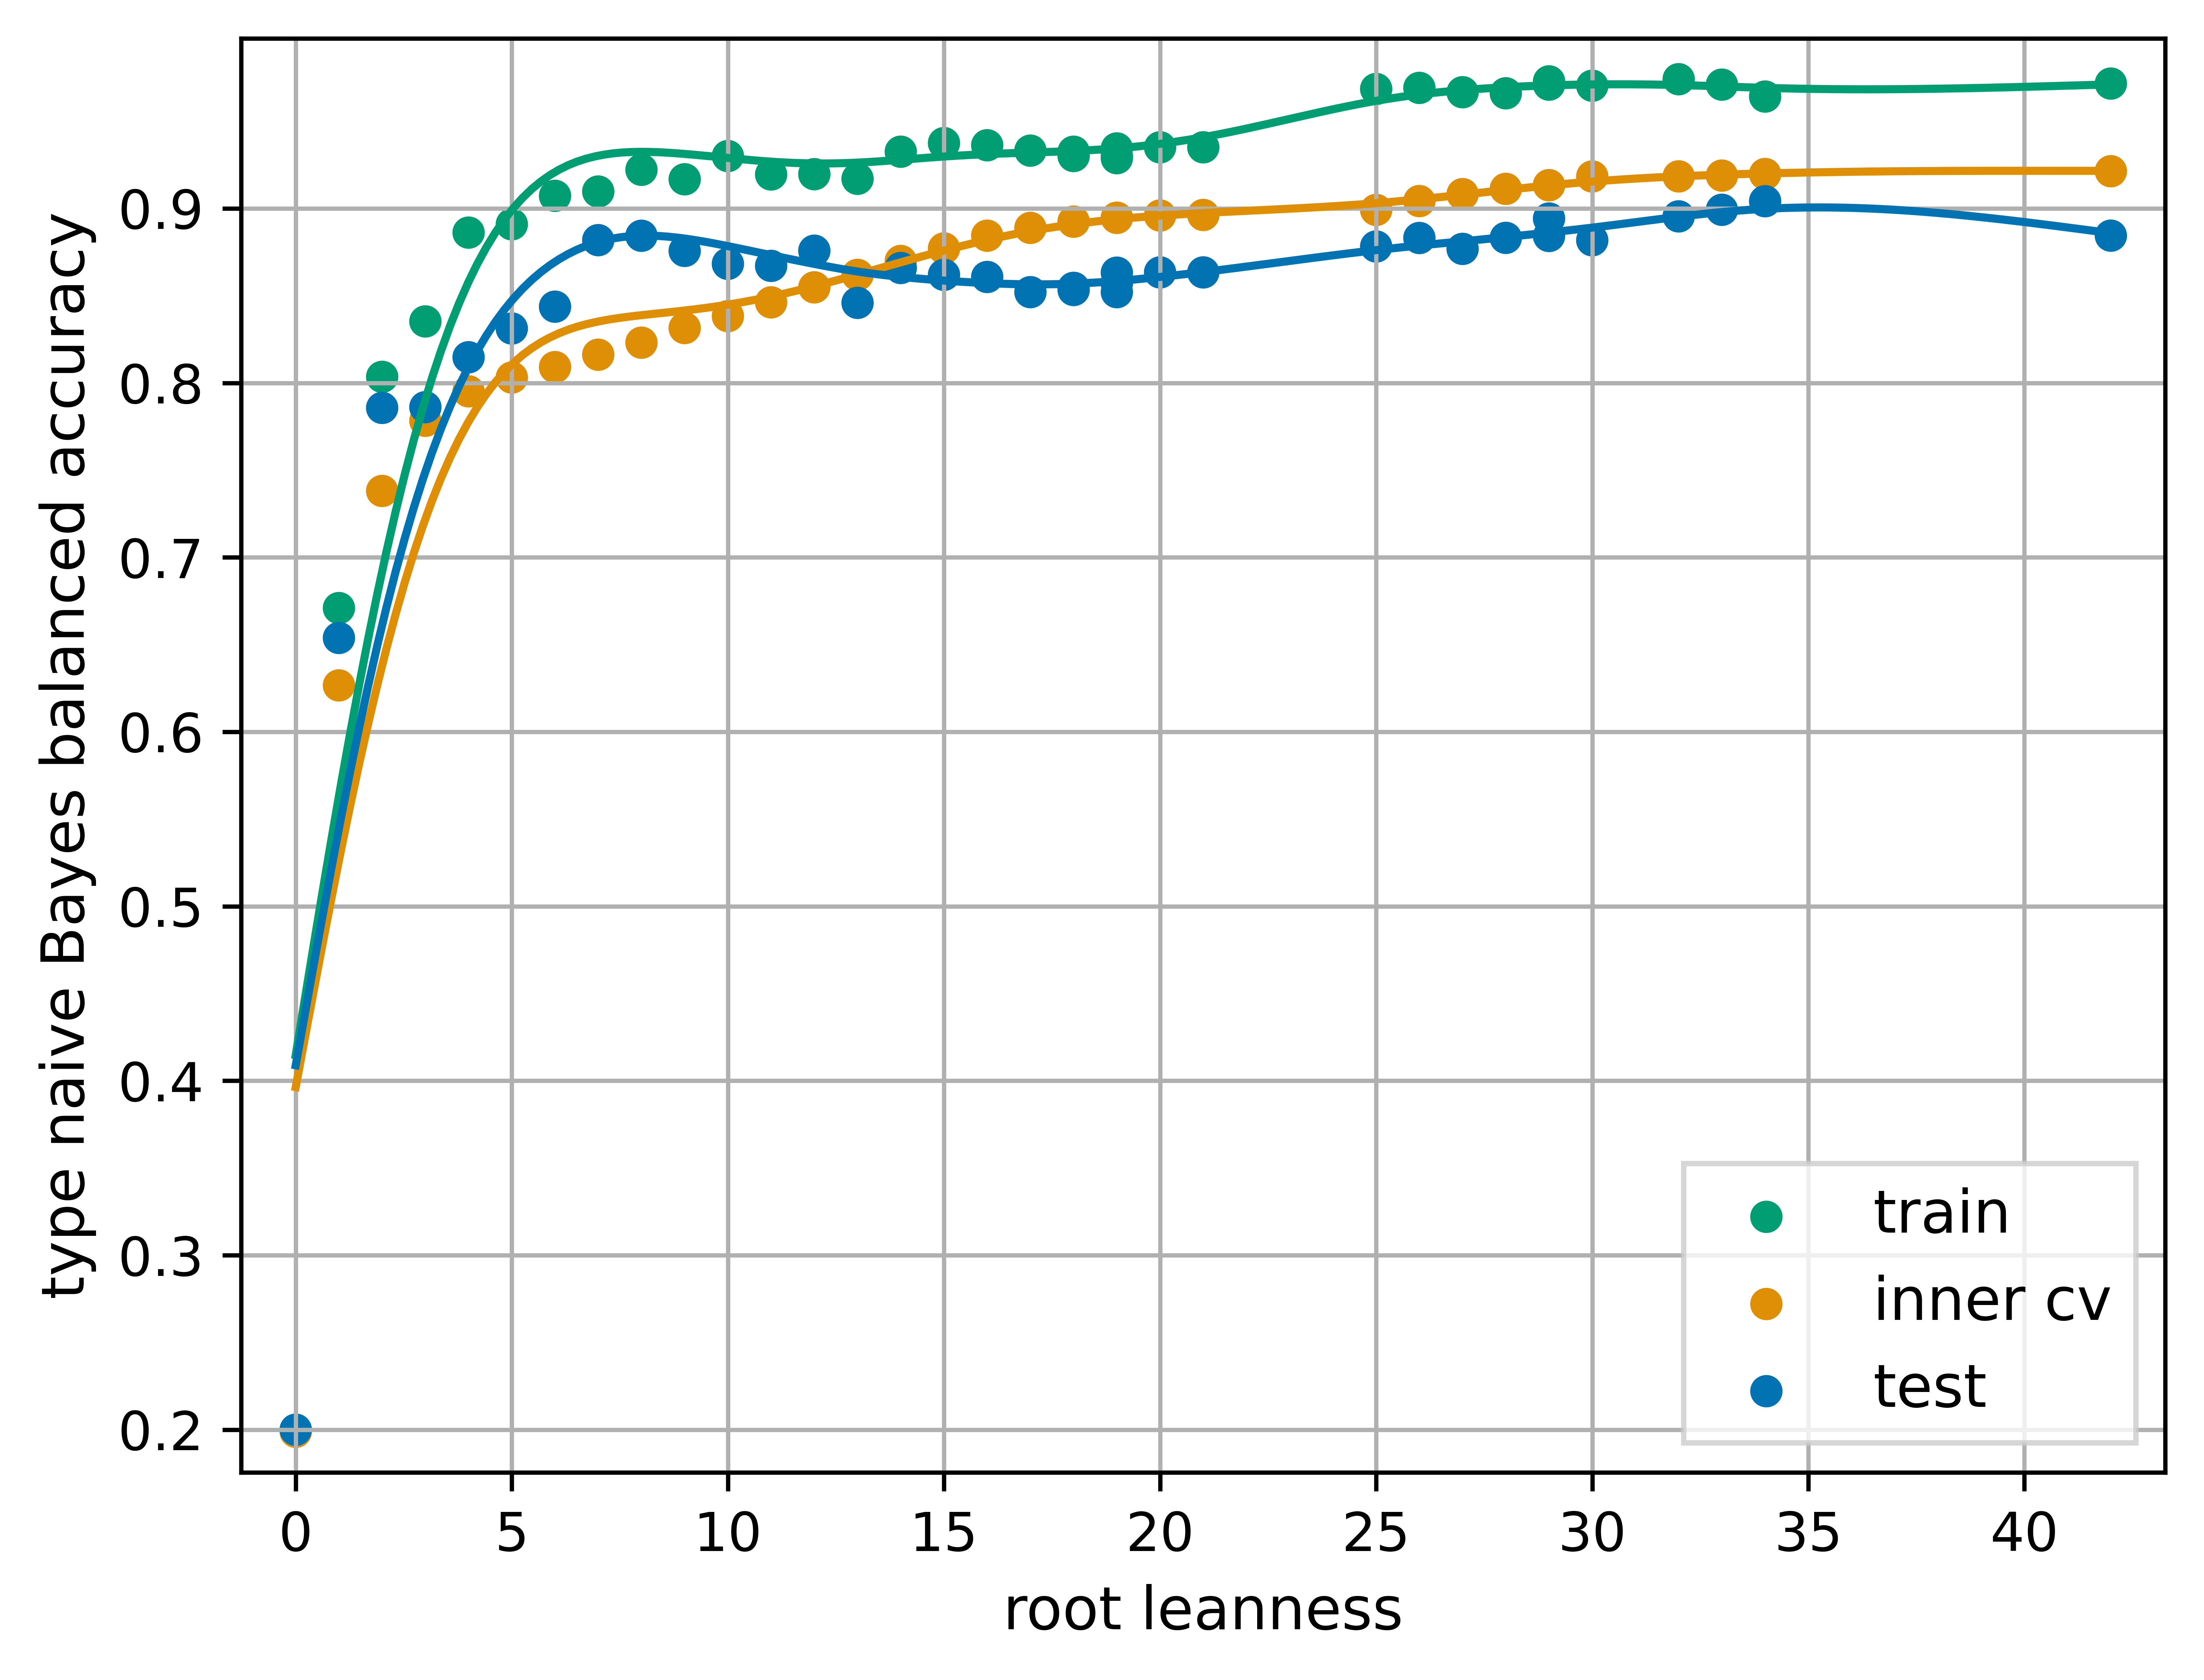 type naive Bayes balanced accuracy
0.9
0.8
0.7
0.6
0.5
0.4
0.3
0.2
train
inner cv
test
0 5 10 15 20 25 30 35 40
root leanness